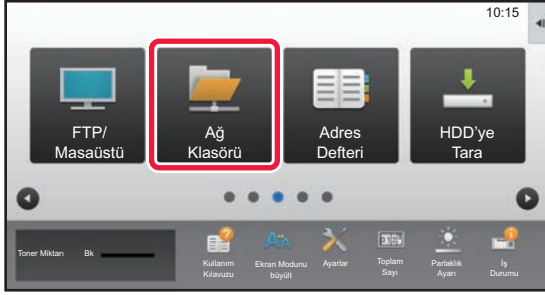 10:15
FTP/
Masaüstü
Ağ
Klasörü
Adres
Defteri
HDD'ye
Tara
Toner Miktarı
Bk
Kullanım
Kılavuzu
Ekran Modunu
büyült
Ayarlar
Toplam
Sayı
Parlaklık
Ayarı
İş
Durumu